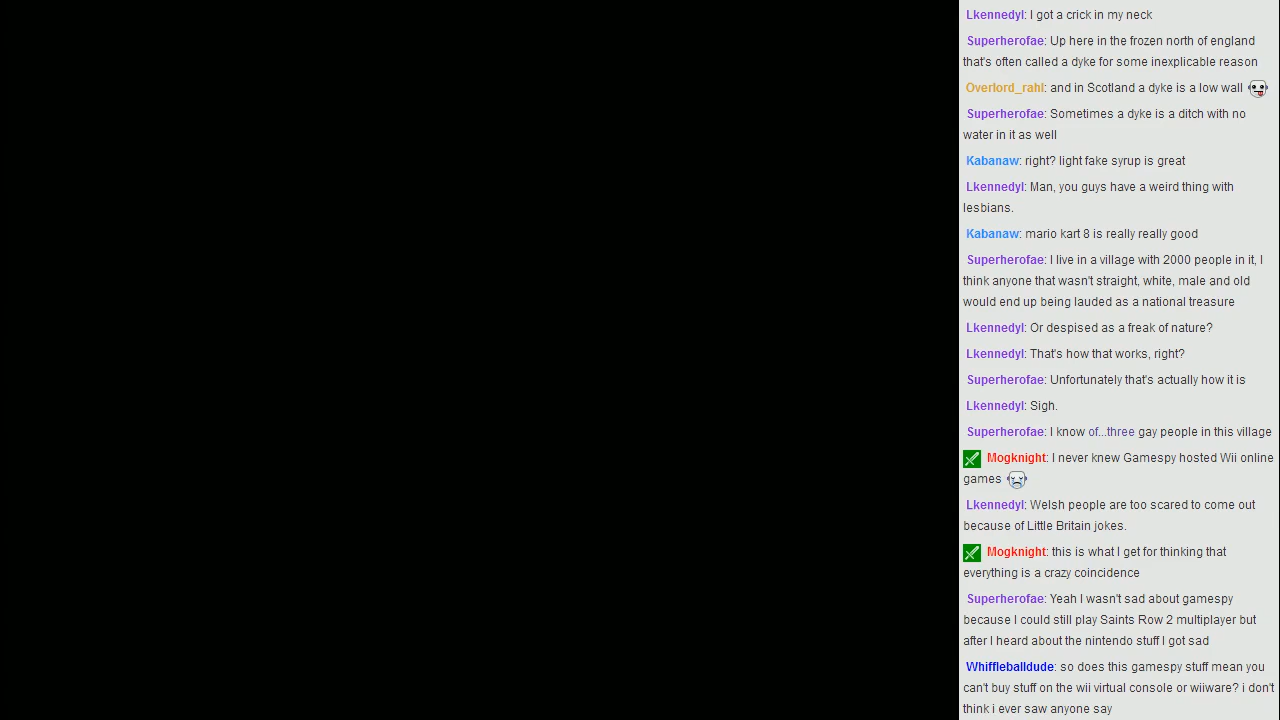 Lkennedyl: I got a crick in my neck
Superherofae: Up here in the frozen north of england
that's often called a dyke for some inexplicable reason
Overlord_rahl: and in Scotland a dyke is a low wall
Superherofae: Sometimes a dyke is a ditch with no
water in it as well
Kabanaw: right? light fake syrup is great
Lkennedyl: Man, you guys have a weird thing with
lesbians.
Kabanaw: mario kart 8 is really really good
Superherofae: I live in a village with 2000 people in it, I
think anyone that wasn't straight, white, male and old
would end up being lauded as a national treasure
Lkennedyl: Or despised as a freak of nature?
Lkennedyl: That's how that works, right?
Superherofae: Unfortunately that's actually how it is
Lkennedyl: Sigh.
Superherofae: I know of...three gay people in this village
Mogknight: I never knew Gamespy hosted Wii online
games
Lkennedyl: Welsh people are too scared to come out
because of Little Britain jokes.
Mogknight: this is what I get for thinking that
everything is a crazy coincidence
Superherofae: Yeah I wasn't sad about gamespy
because I could still play Saints Row 2 multiplayer but
after I heard about the nintendo stuff I got sad
Whiffleballdude: so does this gamespy stuff mean you
can't buy stuff on the wii virtual console or wiiware? i don't
think i ever saw anyone say